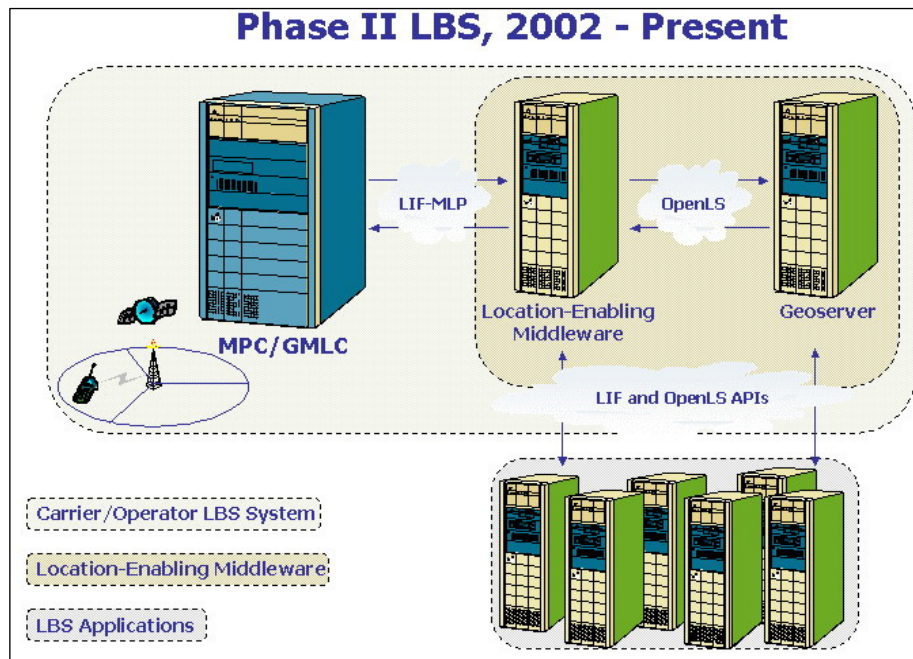 Phase II LBS, 2002 - Present
LIF-MLP
OpenLS
Location-Enabling
Middleware
Geoserver
MPC/GMLC
LIF and OpenLS APIs
Carrier/Operator LBS System
Location-Enabling Middleware
LBS Applications